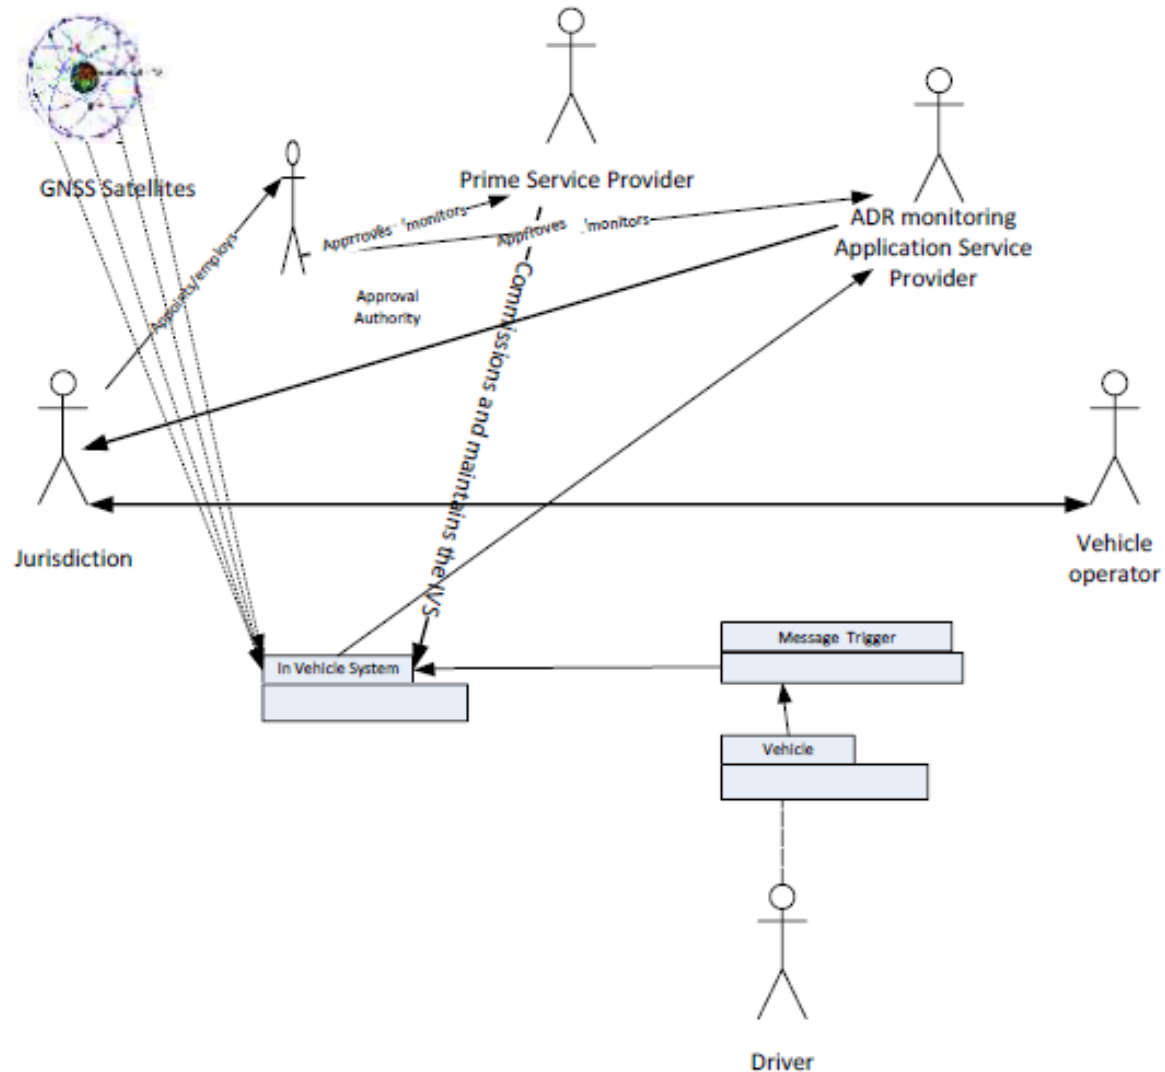 Prime Service Provider
GNSS Satellites
ADR monitoring
Application Service
Provider
Approves 'monitors
Approves 'monitors
Appoints/employs
Approval
Authority
Commissions and maintains the IVS
Jurisdiction
Vehicle
operator
Message Trigger
In Vehicle System
Vehicle
Driver